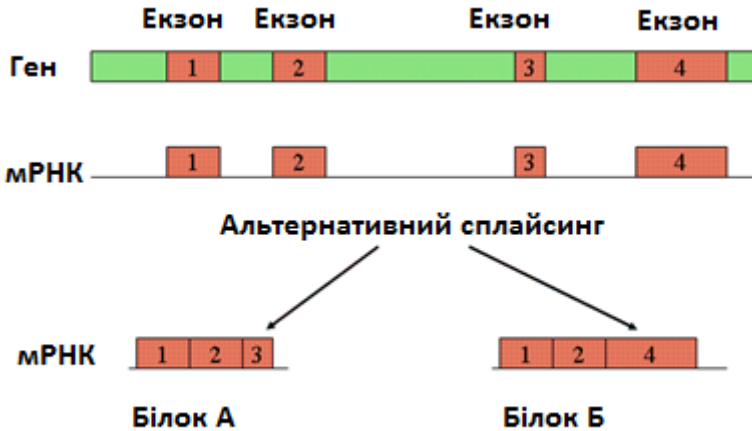 Екзон Екзон Екзон Екзон
Ген 1 2 3 4
мРНК 1 2 3 4
Альтернативний сплайсинг
мРНК 1 2 3 1 2 4
Білок А Білок Б